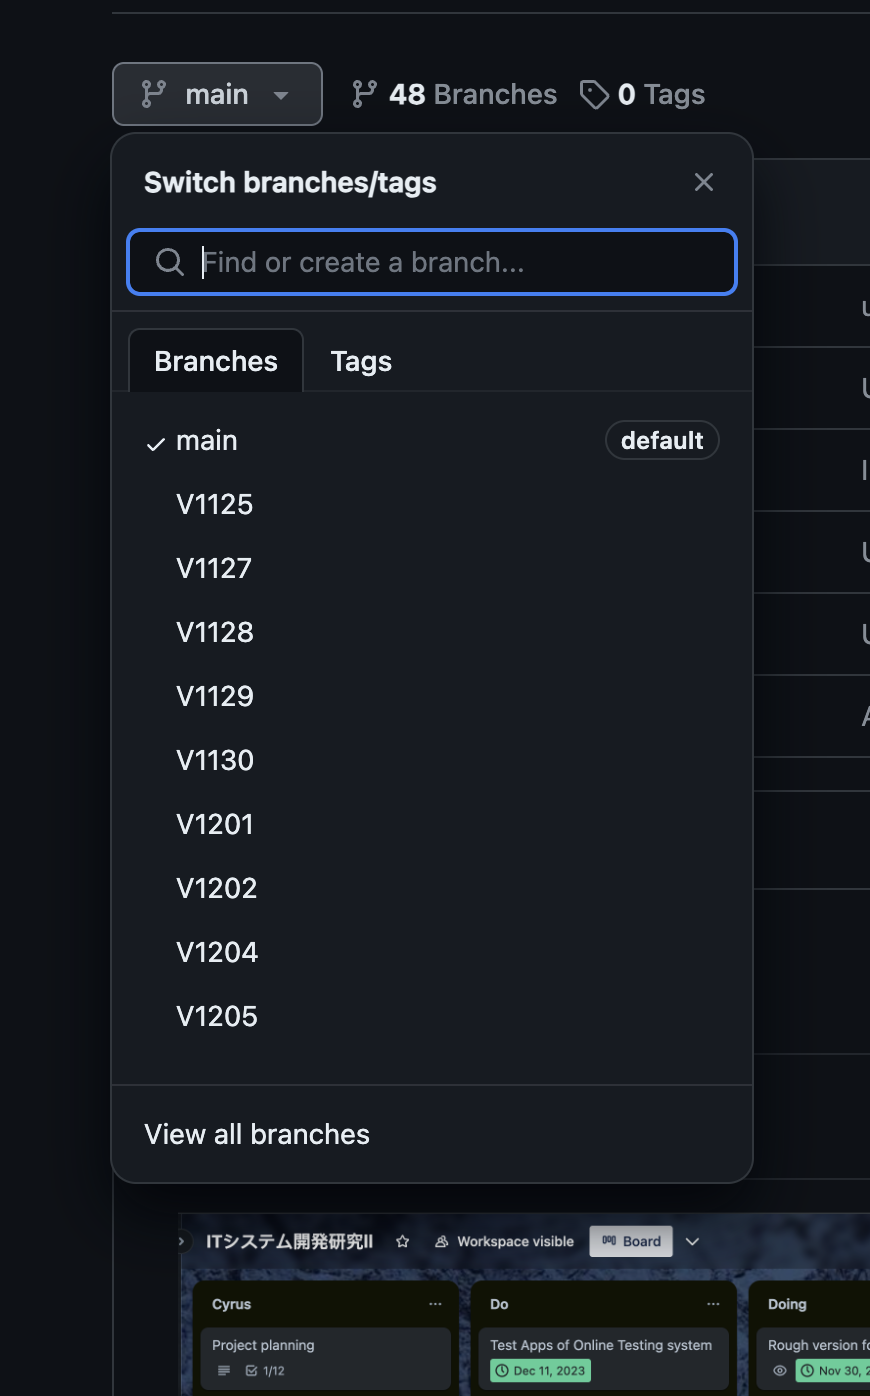 main
48 Branches
0 Tags
Switch branches/tags
Find or create a branch...
Branches
Tags
main
default
V1125
V1127
V1128
V1129
V1130
V1201
V1202
V1204
V1205
View all branches
ITシステム開発研究II
Workspace visible
Board
Cyrus
Do
Doing
Project planning
Test Apps of Online Testing system
Rough version
1/12
Dec 11, 2023
Nov 30,